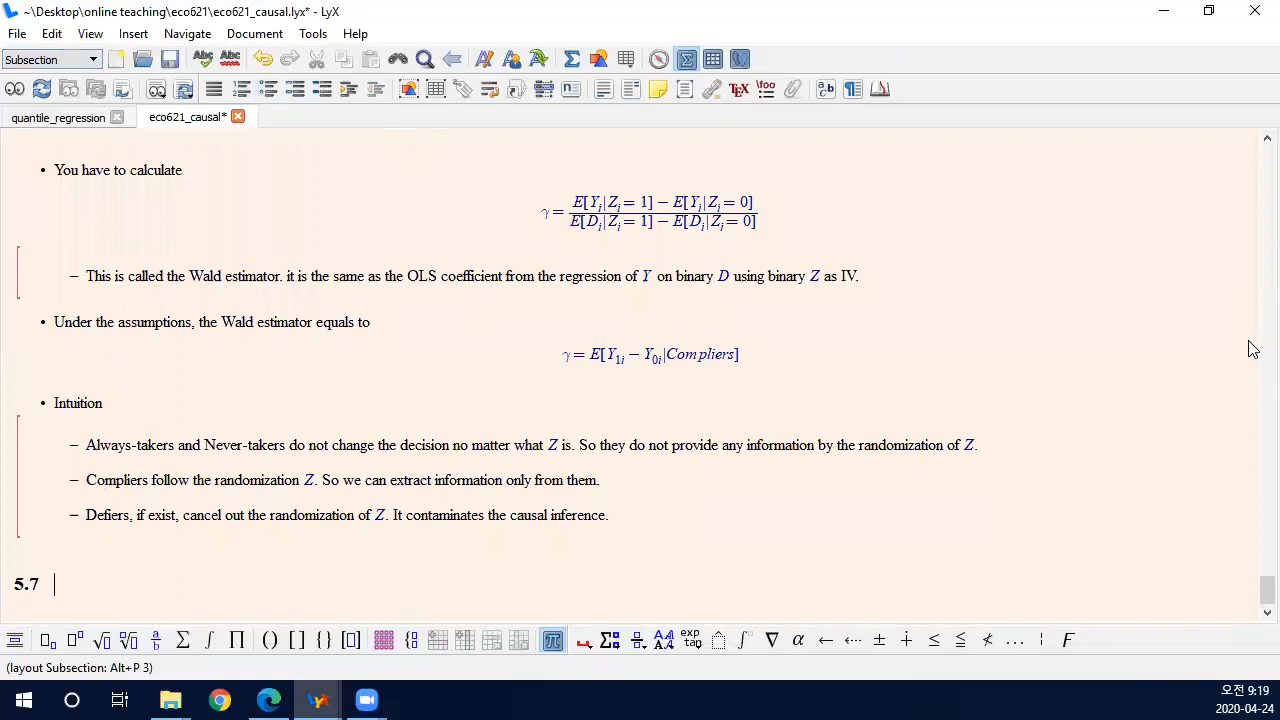 ~\Desktop\online teaching\eco621\eco621_causal.lyx* - LyX
File Edit View Insert Navigate Document Tools Help
Subsection
quantile_regression
eco621_causal*
• You have to calculate
γ = E[Y_i|Z_i = 1] − E[Y_i|Z_i = 0] / E[D_i|Z_i = 1] − E[D_i|Z_i = 0]
− This is called the Wald estimator. it is the same as the OLS coefficient from the regression of Y on binary D using binary Z as IV.
• Under the assumptions, the Wald estimator equals to
γ = E[Y_{1i} − Y_{0i}|Compliers]
• Intuition
− Always-takers and Never-takers do not change the decision no matter what Z is. So they do not provide any information by the randomization of Z.
− Compliers follow the randomization Z. So we can extract information only from them.
− Defiers, if exist, cancel out the randomization of Z. It contaminates the causal inference.
5.7
(layout Subsection: Alt+P 3)
오전 9:19
2020-04-24